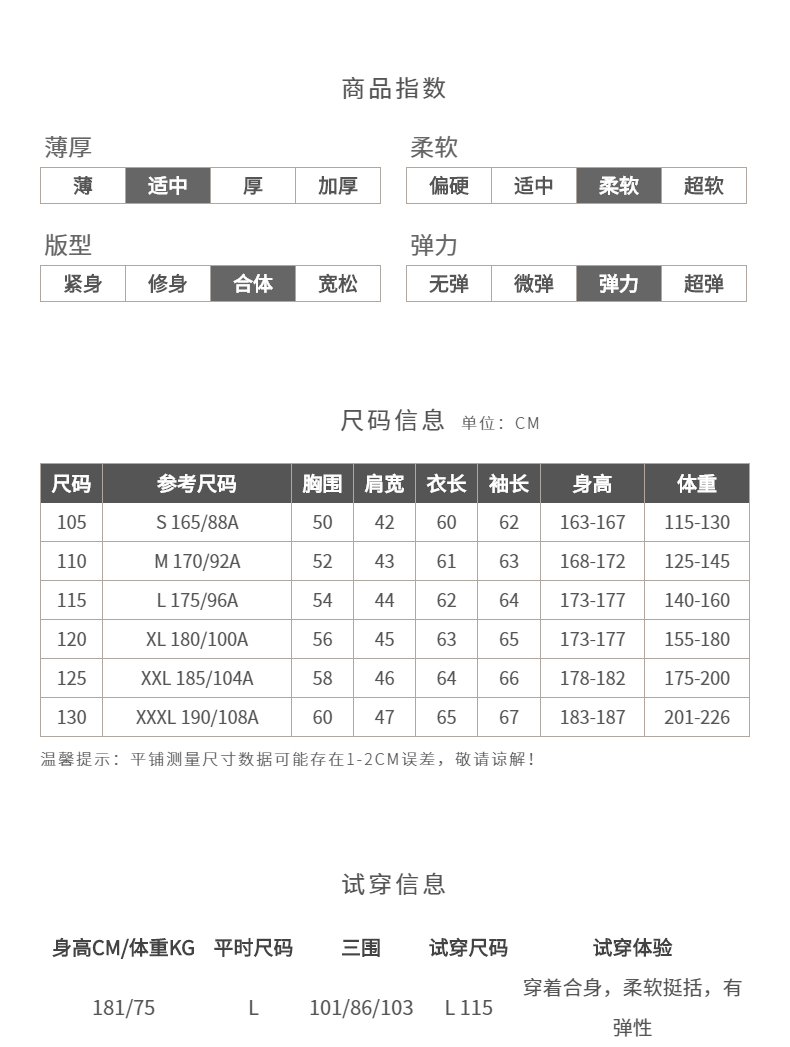 商品指数
薄厚 柔软
薄 适中 厚 加厚 偏硬 适中 柔软 超软
版型 弹力
紧身 修身 合体 宽松 无弹 微弹 弹力 超弹
尺码信息 单位：CM
尺码 参考尺码 胸围 肩宽 衣长 袖长 身高 体重
105 S 165/88A 50 42 60 62 163-167 115-130
110 M 170/92A 52 43 61 63 168-172 125-145
115 L 175/96A 54 44 62 64 173-177 140-160
120 XL 180/100A 56 45 63 65 173-177 155-180
125 XXL 185/104A 58 46 64 66 178-182 175-200
130 XXXL 190/108A 60 47 65 67 183-187 201-226
温馨提示：平铺测量尺寸数据可能存在1-2CM误差，敬请谅解！
试穿信息
身高CM/体重KG 平时尺码 三围 试穿尺码 试穿体验
181/75 L 101/86/103 L 115 穿着合身，柔软挺括，有
弹性